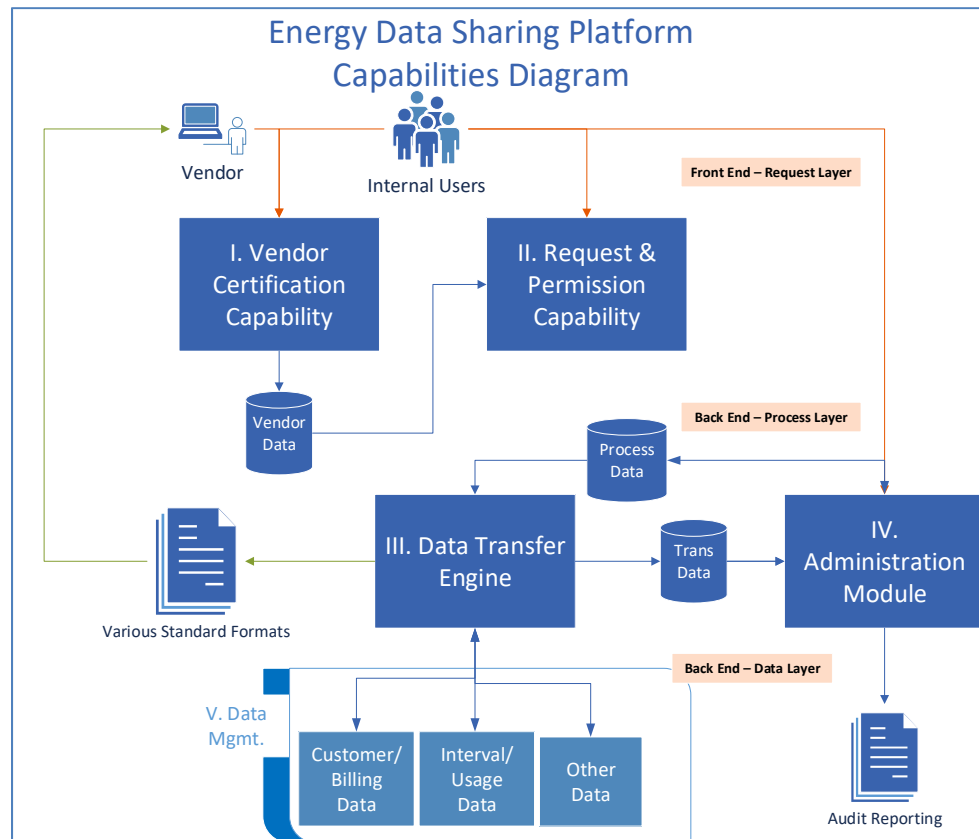 Energy Data Sharing Platform
Capabilities Diagram
Vendor
Internal Users
Front End – Request Layer
I. Vendor
Certification
Capability
II. Request &
Permission
Capability
Vendor
Data
Back End – Process Layer
Process
Data
III. Data Transfer
Engine
Trans
Data
IV.
Administration
Module
Various Standard Formats
Back End – Data Layer
V. Data
Mgmt.
Customer/
Billing
Data
Interval/
Usage
Data
Other
Data
Audit Reporting